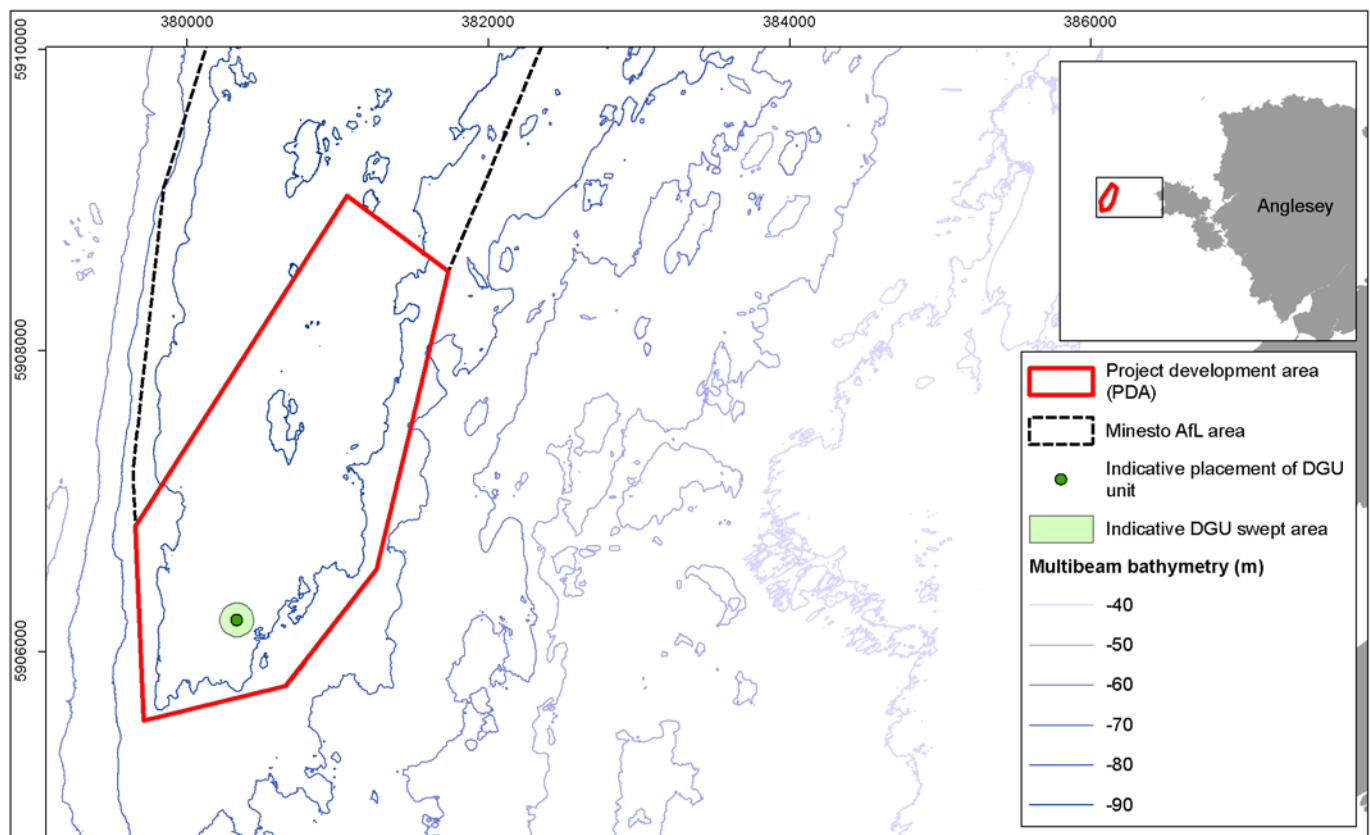 380000
382000
384000
386000
5910000
5908000
5906000
Anglesey
Project development area
(PDA)
Minesto AfL area
Indicative placement of DGU
unit
Indicative DGU swept area
Multibeam bathymetry (m)
-40
-50
-60
-70
-80
-90